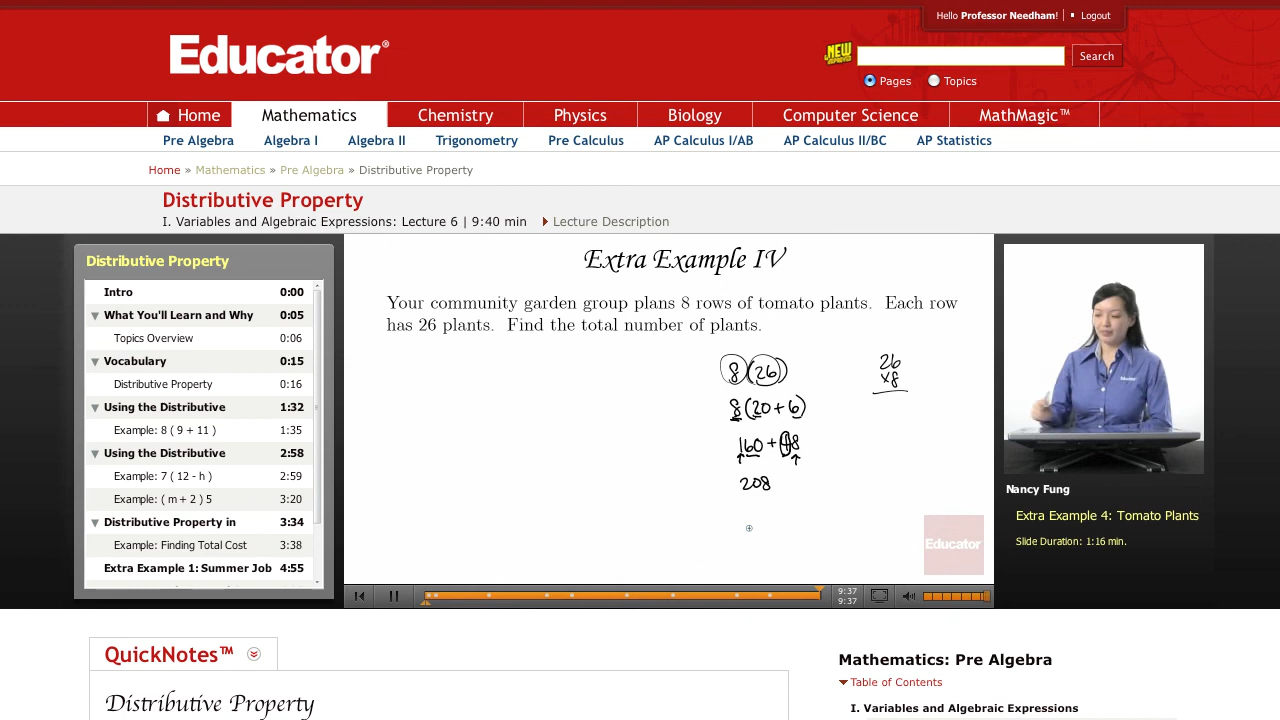 Hello Professor Needham! Logout
Educator®
NEW
Search
Pages Topics
Home Mathematics Chemistry Physics Biology Computer Science MathMagic™
Pre Algebra Algebra I Algebra II Trigonometry Pre Calculus AP Calculus I/AB AP Calculus II/BC AP Statistics
Home » Mathematics » Pre Algebra » Distributive Property
Distributive Property
I. Variables and Algebraic Expressions: Lecture 6 | 9:40 min Lecture Description
Distributive Property
Intro 0:00
What You'll Learn and Why 0:05
Topics Overview 0:06
Vocabulary 0:15
Distributive Property 0:16
Using the Distributive 1:32
Example: 8 ( 9 + 11 ) 1:35
Using the Distributive 2:58
Example: 7 ( 12 - h ) 2:59
Example: ( m + 2 ) 5 3:20
Distributive Property in 3:34
Example: Finding Total Cost 3:38
Extra Example 1: Summer Job 4:55
Extra Example IV
Your community garden group plans 8 rows of tomato plants. Each row
has 26 plants. Find the total number of plants.
8(26)
8(20+6)
160+48
208
26
x8
Educator
9:37
9:37
Nancy Fung
Extra Example 4: Tomato Plants
Slide Duration: 1:16 min.
QuickNotes™
Distributive Property
Mathematics: Pre Algebra
Table of Contents
I. Variables and Algebraic Expressions